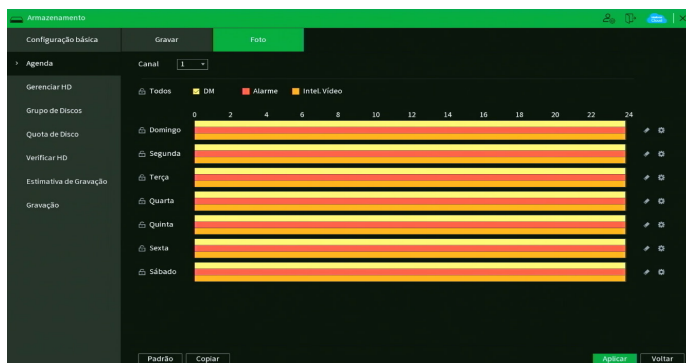 Armazenamento
Configuração básica
Gravar
Foto
Agenda
Canal 1
Gerenciar HD
Todos DM Alarme Intel. Vídeo
Grupo de Discos
0 2 4 6 8 10 12 14 16 18 20 22 24
Quota de Disco
Domingo
Verificar HD
Segunda
Estimativa de Gravação
Terça
Gravação
Quarta
Quinta
Sexta
Sábado
Padrão Copiar Aplicar Voltar